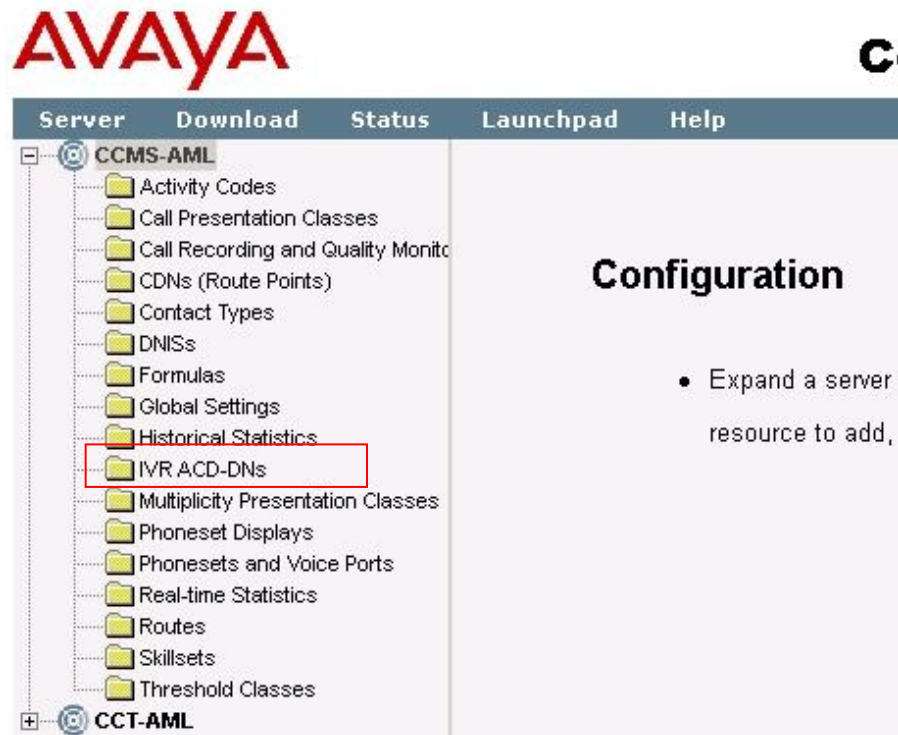 AVAYA
C
Server Download Status Launchpad Help
CCMS-AML
Activity Codes
Call Presentation Classes
Call Recording and Quality Monito
CDNs (Route Points)
Contact Types
DNISs
Formulas
Global Settings
Historical Statistics
IVR ACD-DNs
Multiplicity Presentation Classes
Phoneset Displays
Phonesets and Voice Ports
Real-time Statistics
Routes
Skillsets
Threshold Classes
CCT-AML
Configuration
• Expand a server
resource to add,